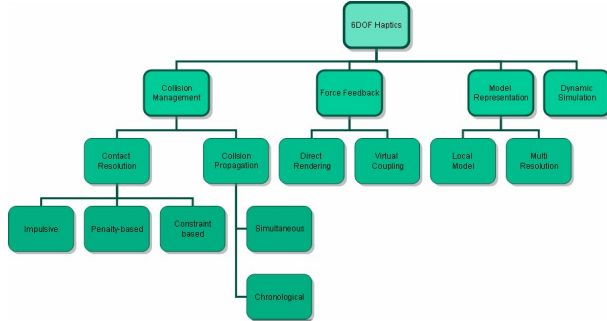 6DOF Haptics
Collision
Management
Force Feedback
Model
Representation
Dynamic
Simulation
Contact
Resolution
Collision
Propagation
Direct
Rendering
Virtual
Coupling
Local
Model
Multi
Resolution
Impulsive
Penalty-based
Constraint
based
Simultaneous
Chronological